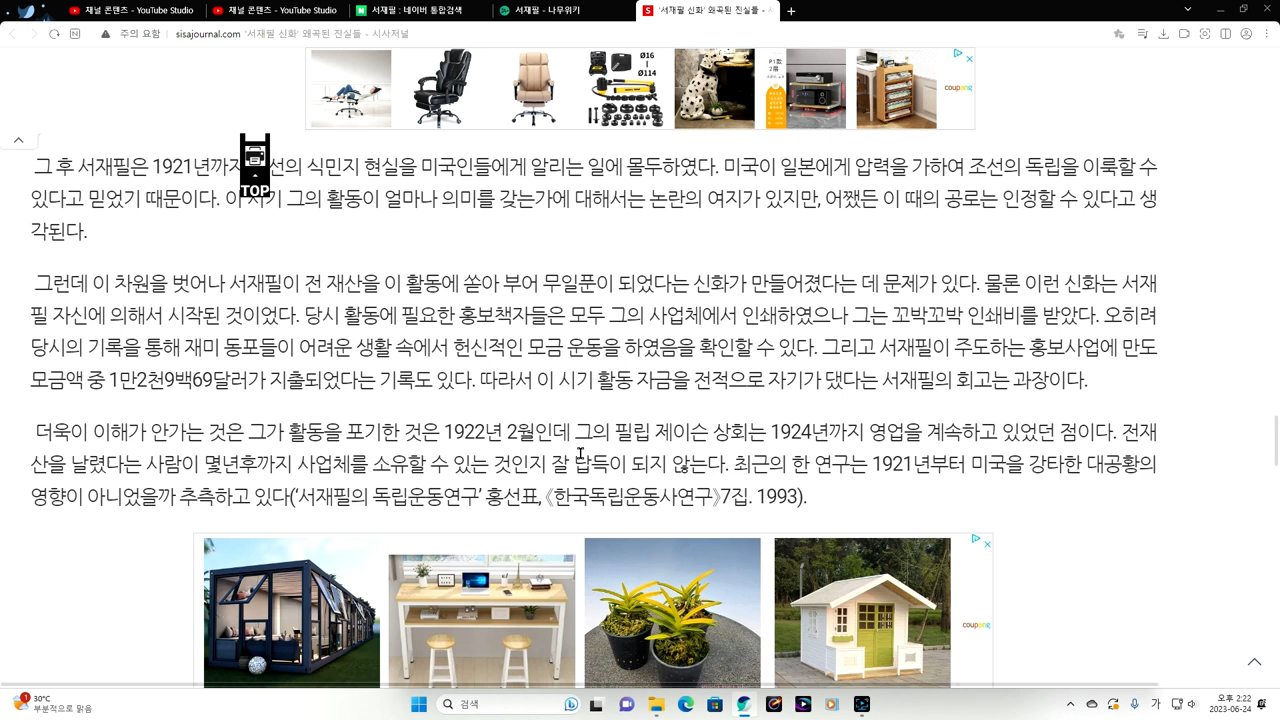 재널 콘텐츠 - YouTube Studio
재널 콘텐츠 - YouTube Studio
서재필 : 네이버 통합검색
서재필 - 나무위키
'서재필 신화' 왜곡된 진실들 -
주의 요함 sisajournal.com '서재필 신화' 왜곡된 진실들 - 시사저널
Ø16
Ø114
coupang
TOP
그 후 서재필은 1921년까지 선의 식민지 현실을 미국인들에게 알리는 일에 몰두하였다. 미국이 일본에게 압력을 가하여 조선의 독립을 이룩할 수
있다고 믿었기 때문이다. 이 시기 그의 활동이 얼마나 의미를 갖는가에 대해서는 논란의 여지가 있지만, 어쨌든 이 때의 공로는 인정할 수 있다고 생
각된다.
그런데 이 차원을 벗어나 서재필이 전 재산을 이 활동에 쏟아 부어 무일푼이 되었다는 신화가 만들어졌다는 데 문제가 있다. 물론 이런 신화는 서재
필 자신에 의해서 시작된 것이었다. 당시 활동에 필요한 홍보책자들은 모두 그의 사업체에서 인쇄하였으나 그는 꼬박꼬박 인쇄비를 받았다. 오히려
당시의 기록을 통해 재미 동포들이 어려운 생활 속에서 헌신적인 모금 운동을 하였음을 확인할 수 있다. 그리고 서재필이 주도하는 홍보사업에 만도
모금액 중 1만2천9백69달러가 지출되었다는 기록도 있다. 따라서 이 시기 활동 자금을 전적으로 자기가 댔다는 서재필의 회고는 과장이다.
더욱이 이해가 안가는 것은 그가 활동을 포기한 것은 1922년 2월인데 그의 필립 제이슨 상회는 1924년까지 영업을 계속하고 있었던 점이다. 전재
산을 날렸다는 사람이 몇년후까지 사업체를 소유할 수 있는 것인지 잘 납득이 되지 않는다. 최근의 한 연구는 1921년부터 미국을 강타한 대공황의
영향이 아니었을까 추측하고 있다(‘서재필의 독립운동연구’ 홍선표, 《한국독립운동사연구》7집. 1993).
coupang
30°C
부분적으로 맑음
검색
가
오후 2:22
2023-06-24